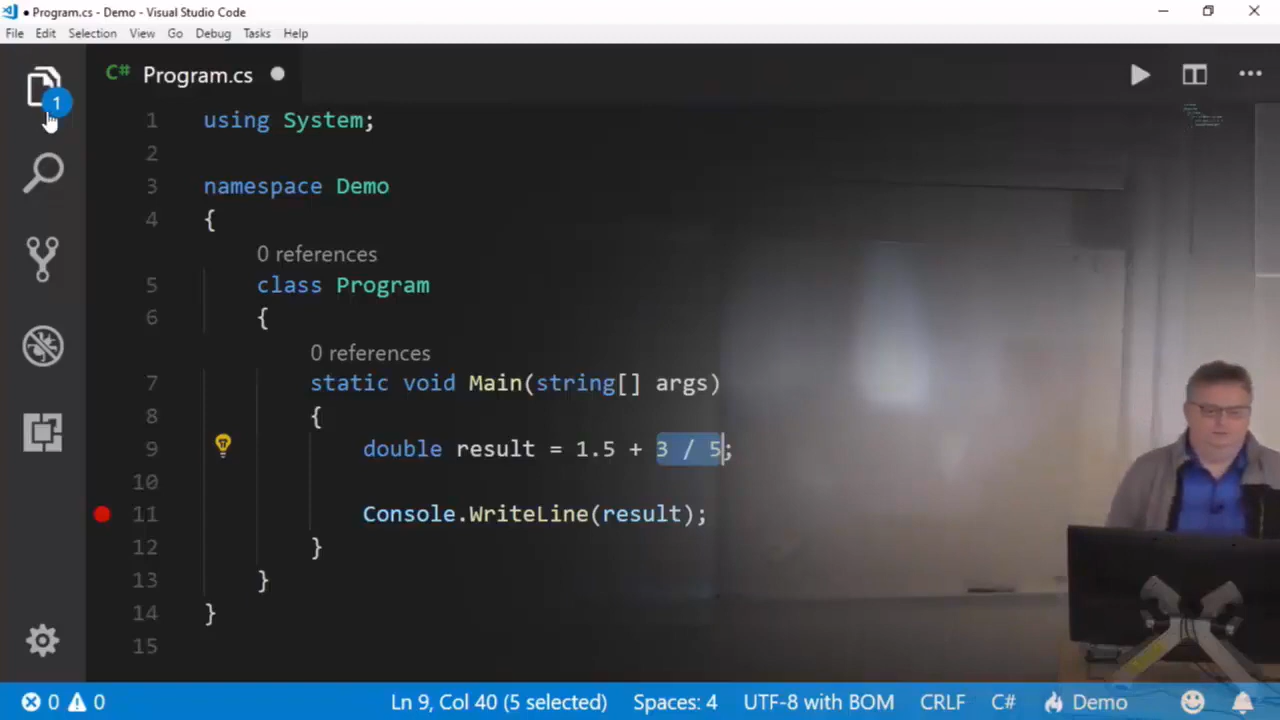 ● Program.cs - Demo - Visual Studio Code
File Edit Selection View Go Debug Tasks Help
C# Program.cs ●
1
1 using System;
2
3 namespace Demo
4 {
0 references
5 class Program
6 {
0 references
7 static void Main(string[] args)
8 {
9 double result = 1.5 + 3 / 5;
10
11 Console.WriteLine(result);
12 }
13 }
14 }
15
0 0 Ln 9, Col 40 (5 selected) Spaces: 4 UTF-8 with BOM CRLF C# Demo